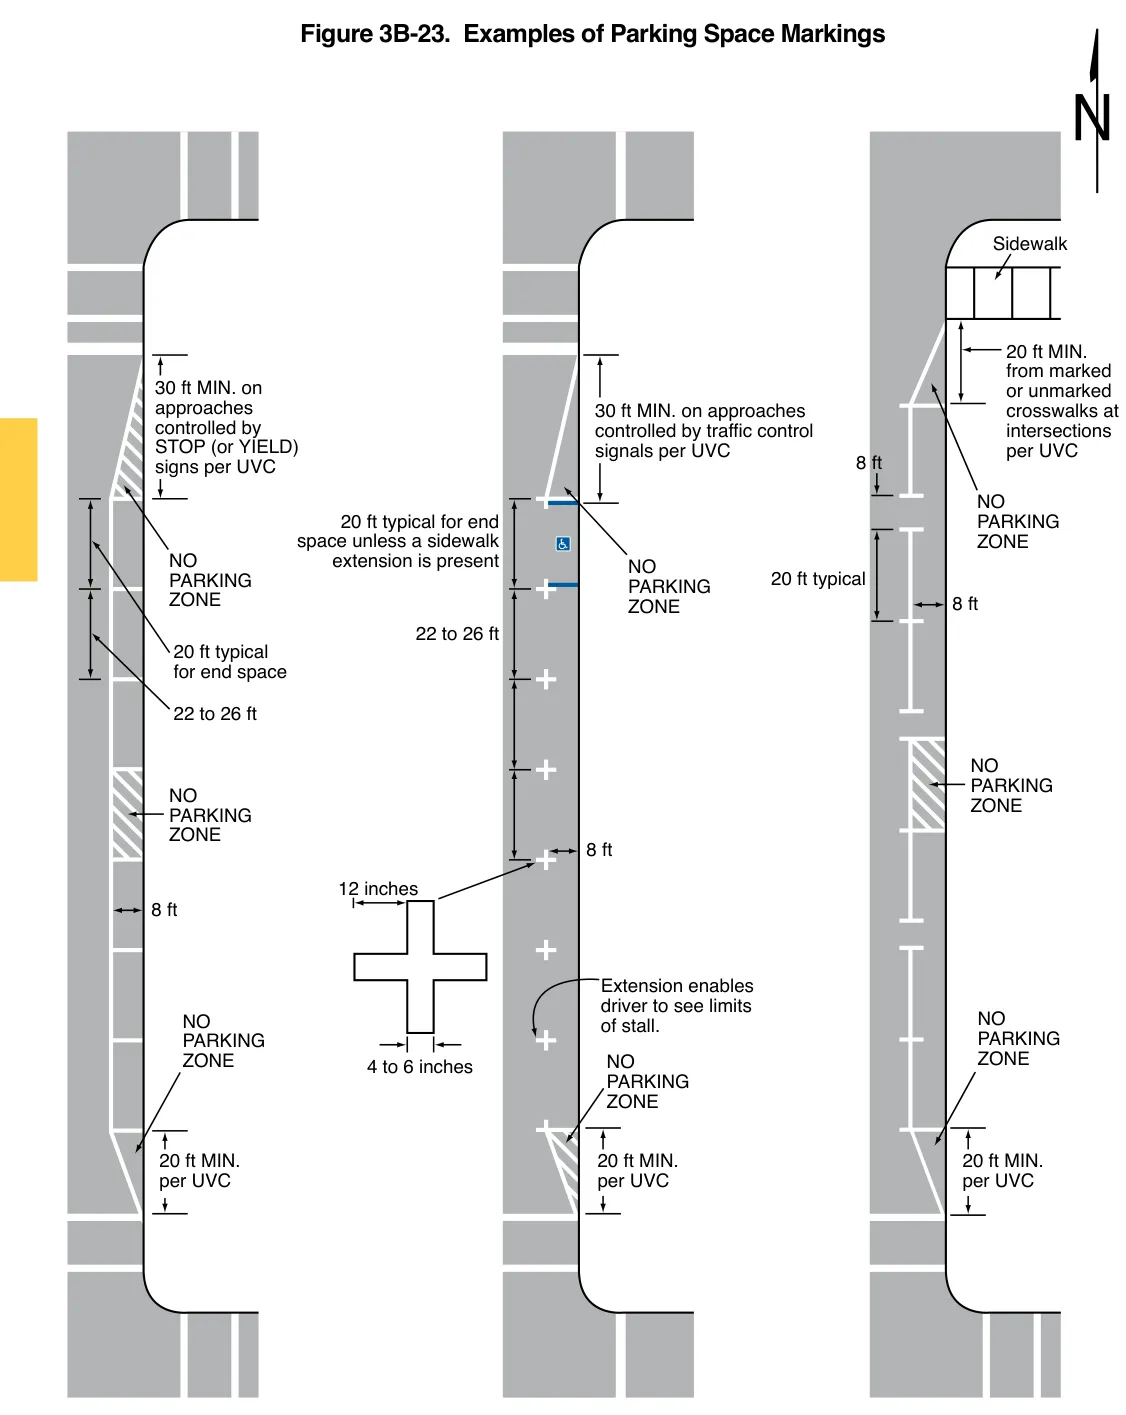 Figure 3B-23. Examples of Parking Space Markings
N
30 ft MIN. on
approaches
controlled by
STOP (or YIELD)
signs per UVC
NO
PARKING
ZONE
20 ft typical
for end space
22 to 26 ft
NO
PARKING
ZONE
8 ft
NO
PARKING
ZONE
20 ft MIN.
per UVC
30 ft MIN. on approaches
controlled by traffic control
signals per UVC
20 ft typical for end
space unless a sidewalk
extension is present
NO
PARKING
ZONE
22 to 26 ft
8 ft
12 inches
4 to 6 inches
Extension enables
driver to see limits
of stall.
NO
PARKING
ZONE
20 ft MIN.
per UVC
Sidewalk
20 ft MIN.
from marked
or unmarked
crosswalks at
intersections
per UVC
8 ft
NO
PARKING
ZONE
20 ft typical
8 ft
NO
PARKING
ZONE
NO
PARKING
ZONE
20 ft MIN.
per UVC